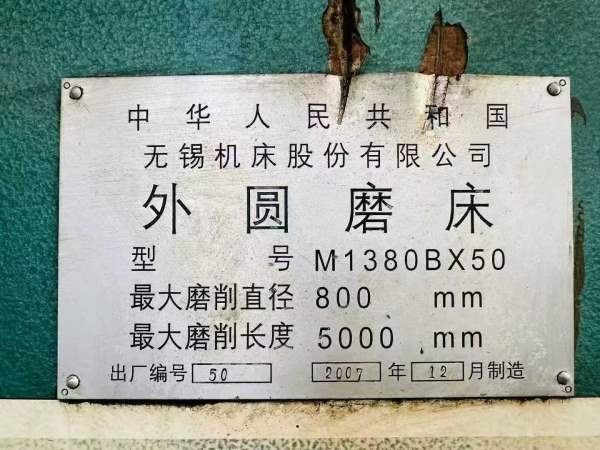 中华人民共和国
无锡机床股份有限公司
外圆磨床
型号 M1380BX50
最大磨削直径 800 mm
最大磨削长度 5000 mm
出厂编号 50 2007 年 12 月制造